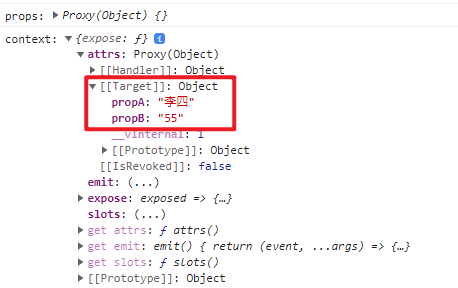 props: ▶ Proxy(Object) {}
context: ▼ {expose: ƒ} i
▼ attrs: Proxy(Object)
▶ [[Handler]]: Object
▼ [[Target]]: Object
propA: "李四"
propB: "55"
__vInternal: 1
▶ [[Prototype]]: Object
[[IsRevoked]]: false
emit: (...)
▶ expose: exposed => {…}
slots: (...)
▶ get attrs: ƒ attrs()
▶ get emit: emit() { return (event, ...args) => {…}
▶ get slots: ƒ slots()
▶ [[Prototype]]: Object